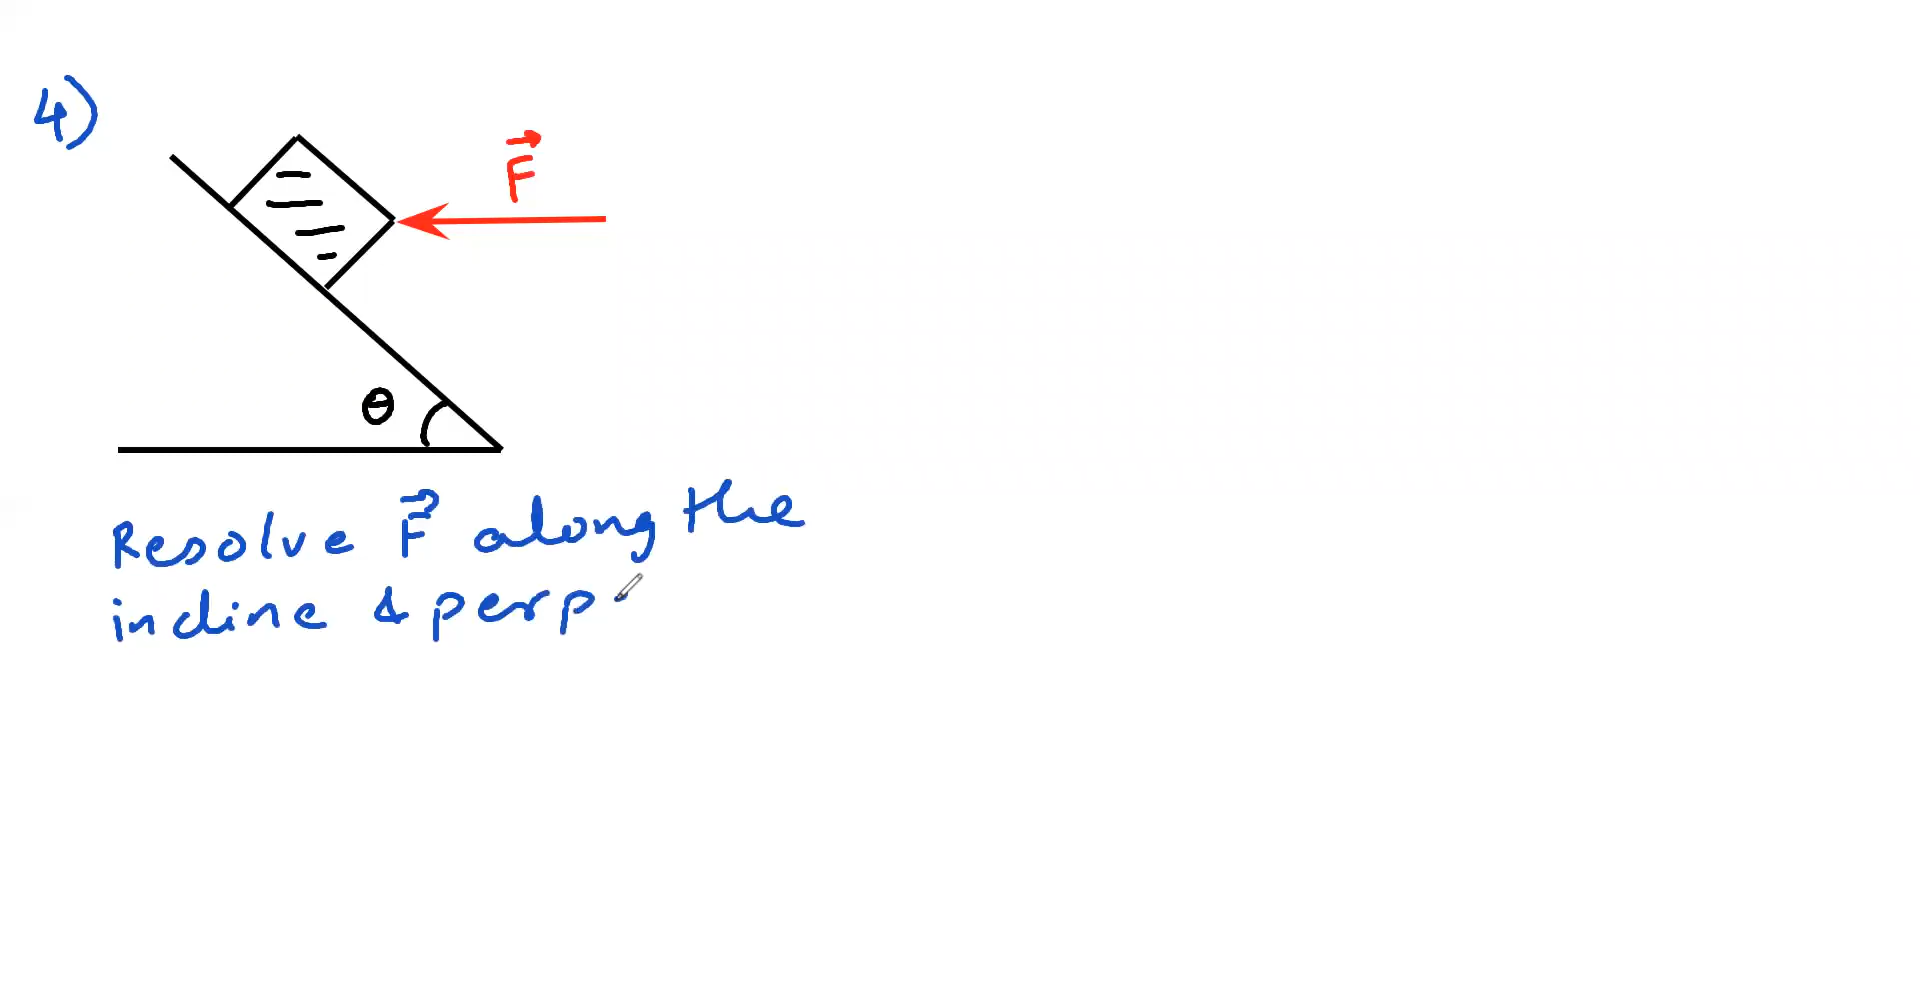 4)
F⃗
θ
Resolve F⃗ along the
incline & perp